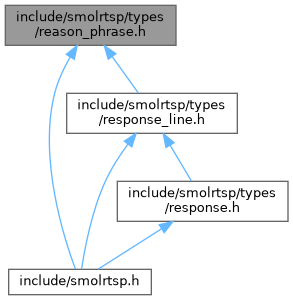 include/smolrtsp/types
/reason_phrase.h
include/smolrtsp/types
/response_line.h
include/smolrtsp/types
/response.h
include/smolrtsp.h